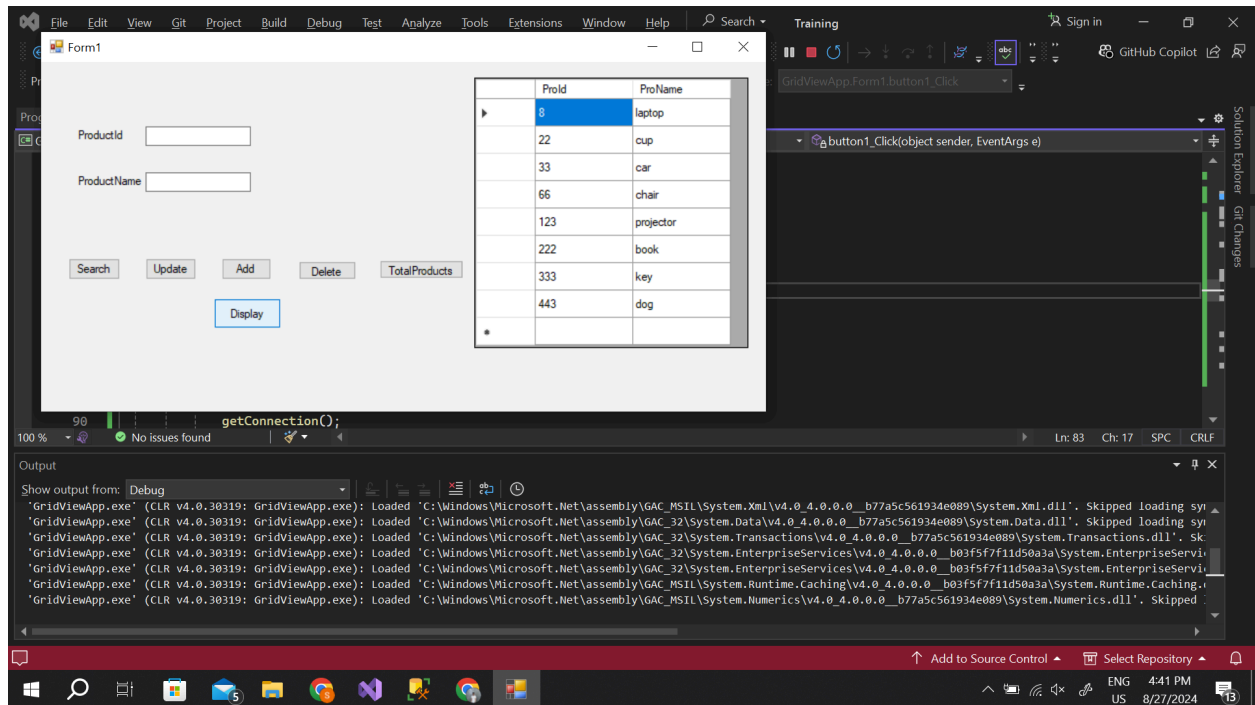 File Edit View Git Project Build Debug Test Analyze Tools Extensions Window Help Search Training Sign in
Form1
GitHub Copilot
GridViewApp.Form1.button1_Click
ProId ProName
8 laptop
22 cup
33 car
66 chair
123 projector
222 book
333 key
443 dog
ProductId
ProductName
Search Update Add Delete TotalProducts
Display
button1_Click(object sender, EventArgs e)
Solution Explorer
Git Changes
90 getConnection();
100 % No issues found Ln: 83 Ch: 17 SPC CRLF
Output
Show output from: Debug
'GridViewApp.exe' (CLR v4.0.30319: GridViewApp.exe): Loaded 'C:\Windows\Microsoft.Net\assembly\GAC_MSIL\System.Xml\v4.0_4.0.0.0__b77a5c561934e089\System.Xml.dll'. Skipped loading sy
'GridViewApp.exe' (CLR v4.0.30319: GridViewApp.exe): Loaded 'C:\Windows\Microsoft.Net\assembly\GAC_32\System.Data\v4.0_4.0.0.0__b77a5c561934e089\System.Data.dll'. Skipped loading sy
'GridViewApp.exe' (CLR v4.0.30319: GridViewApp.exe): Loaded 'C:\Windows\Microsoft.Net\assembly\GAC_32\System.Transactions\v4.0_4.0.0.0__b77a5c561934e089\System.Transactions.dll'. Sk
'GridViewApp.exe' (CLR v4.0.30319: GridViewApp.exe): Loaded 'C:\Windows\Microsoft.Net\assembly\GAC_32\System.EnterpriseServices\v4.0_4.0.0.0__b03f5f7f11d50a3a\System.EnterpriseServi
'GridViewApp.exe' (CLR v4.0.30319: GridViewApp.exe): Loaded 'C:\Windows\Microsoft.Net\assembly\GAC_32\System.EnterpriseServices\v4.0_4.0.0.0__b03f5f7f11d50a3a\System.EnterpriseServi
'GridViewApp.exe' (CLR v4.0.30319: GridViewApp.exe): Loaded 'C:\Windows\Microsoft.Net\assembly\GAC_MSIL\System.Runtime.Caching\v4.0_4.0.0.0__b03f5f7f11d50a3a\System.Runtime.Caching.
'GridViewApp.exe' (CLR v4.0.30319: GridViewApp.exe): Loaded 'C:\Windows\Microsoft.Net\assembly\GAC_MSIL\System.Numerics\v4.0_4.0.0.0__b77a5c561934e089\System.Numerics.dll'. Skipped
Add to Source Control Select Repository
5 ENG 4:41 PM
US 8/27/2024 13